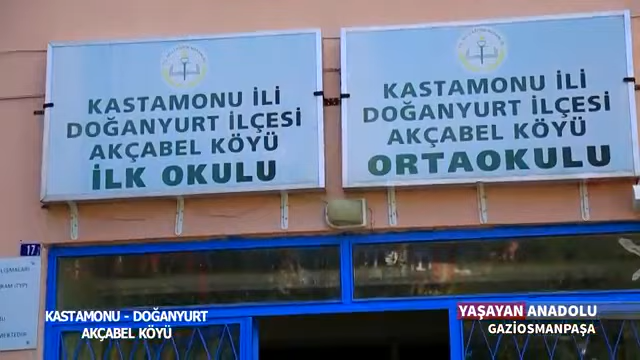 KASTAMONU İLİ
DOĞANYURT İLÇESİ
AKÇABEL KÖYÜ
İLK OKULU
KASTAMONU İLİ
DOĞANYURT İLÇESİ
AKÇABEL KÖYÜ
ORTAOKULU
17
KASTAMONU - DOĞANYURT
AKÇABEL KÖYÜ
YAŞAYAN ANADOLU
GAZİOSMANPAŞA